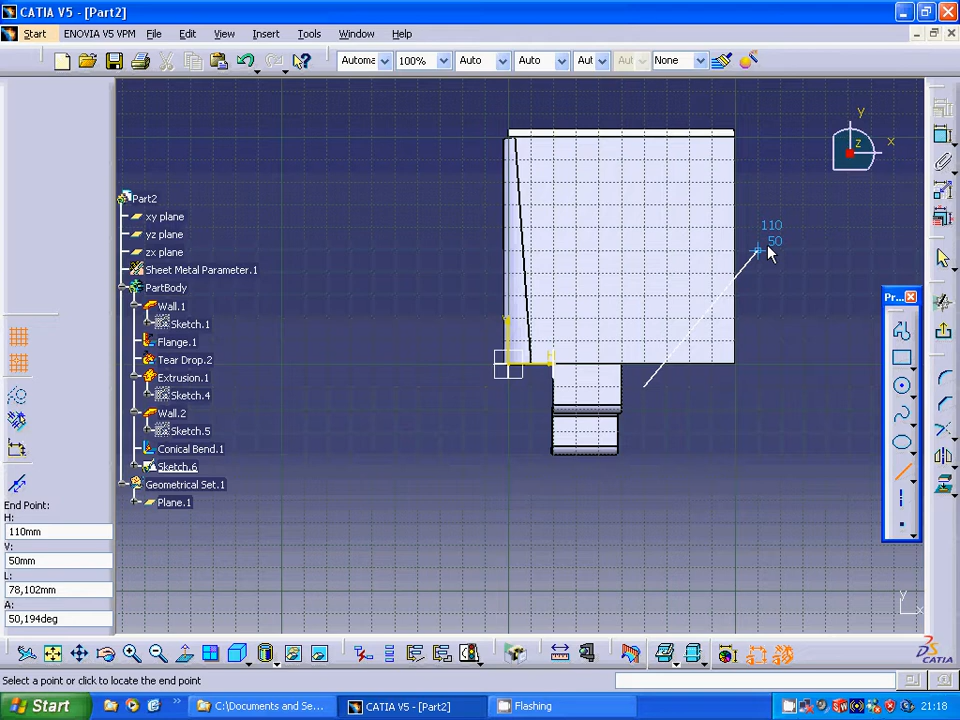 CATIA V5 - [Part2]
Start ENOVIA V5 VPM File Edit View Insert Tools Window Help
Automa 100% Auto Auto Aut Aut None
y
x
z
110
50
Part2
xy plane
yz plane
zx plane
Sheet Metal Parameter.1
PartBody
Wall.1
Sketch.1
Flange.1
Tear Drop.2
Extrusion.1
Sketch.4
Wall.2
Sketch.5
Conical Bend.1
Sketch.6
Geometrical Set.1
Plane.1
V
H
Pr...
End Point:
H:
110mm
V:
50mm
L:
78,102mm
A:
50,194deg
y
x
CATIA
Select a point or click to locate the end point
Start C:\Documents and Se... CATIA V5 - [Part2] Flashing 21:18